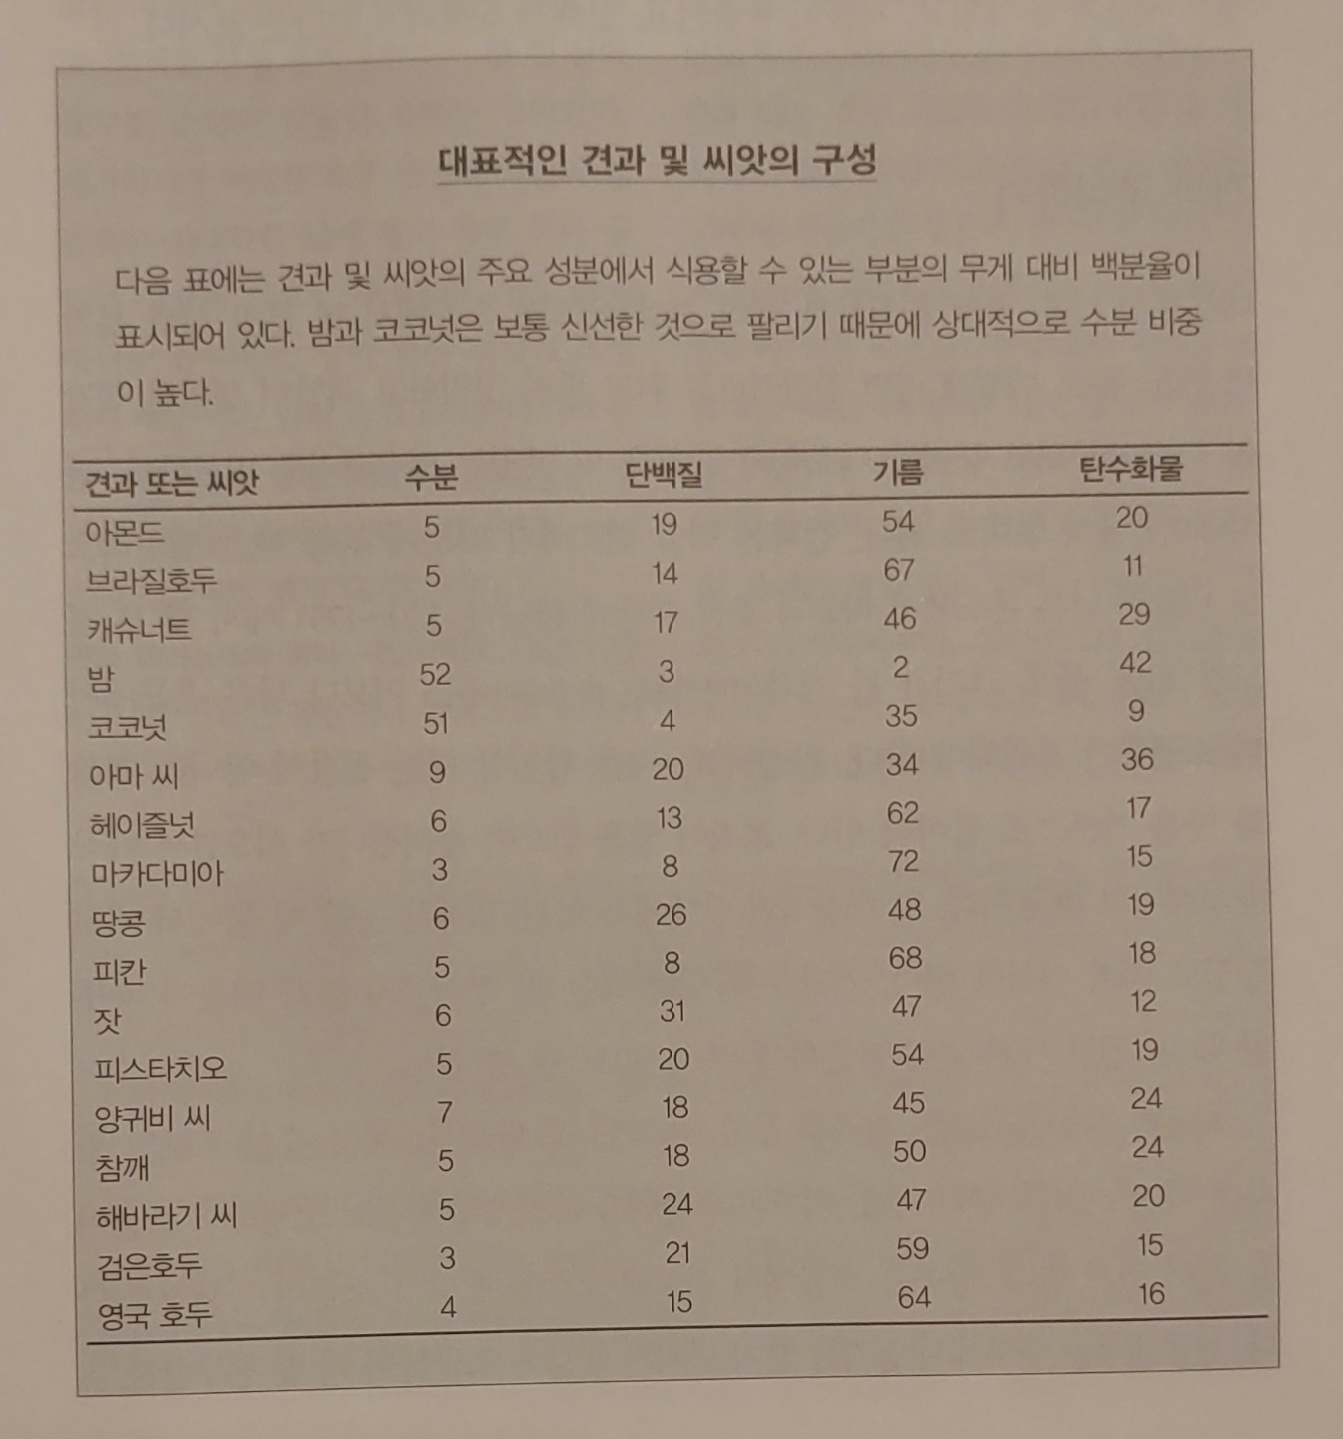 대표적인 견과 및 씨앗의 구성
다음 표에는 견과 및 씨앗의 주요 성분에서 식용할 수 있는 부분의 무게 대비 백분율이
표시되어 있다. 밤과 코코넛은 보통 신선한 것으로 팔리기 때문에 상대적으로 수분 비중
이 높다.
견과 또는 씨앗 수분 단백질 기름 탄수화물
아몬드 5 19 54 20
브라질호두 5 14 67 11
캐슈너트 5 17 46 29
밤 52 3 2 42
코코넛 51 4 35 9
아마 씨 9 20 34 36
헤이즐넛 6 13 62 17
마카다미아 3 8 72 15
땅콩 6 26 48 19
피칸 5 8 68 18
잣 6 31 47 12
피스타치오 5 20 54 19
양귀비 씨 7 18 45 24
참깨 5 18 50 24
해바라기 씨 5 24 47 20
검은호두 3 21 59 15
영국 호두 4 15 64 16